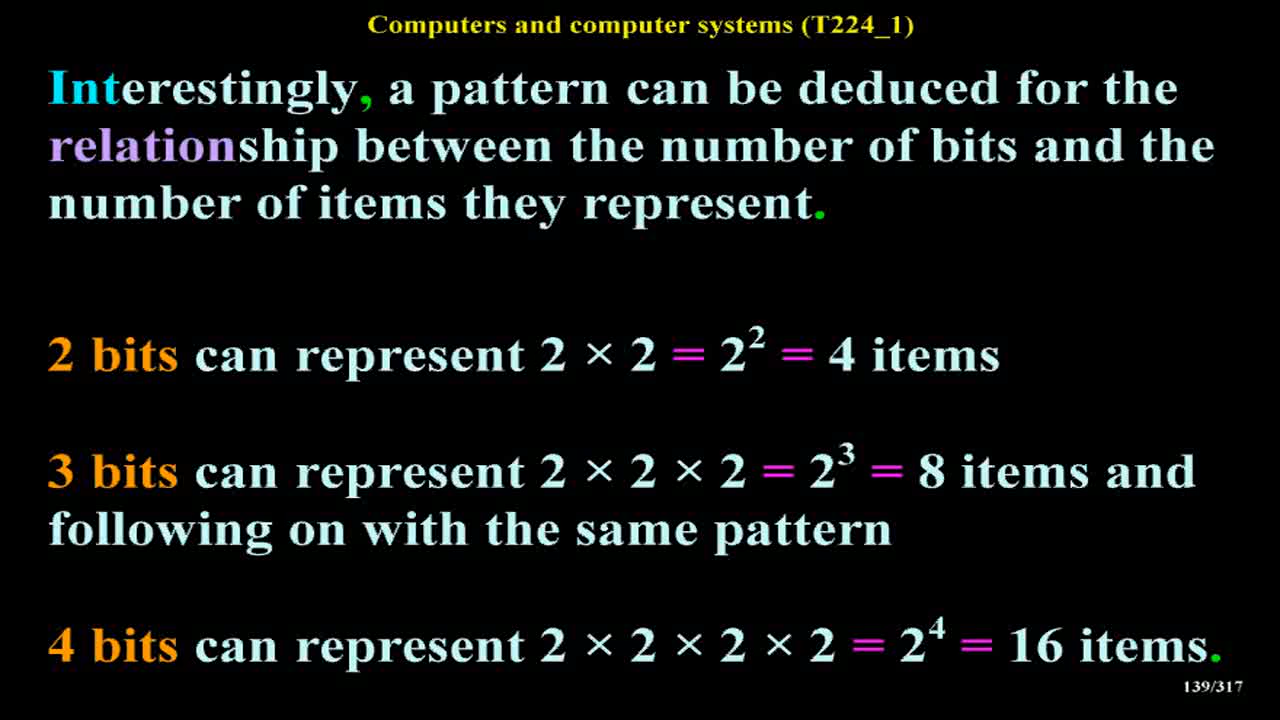 Computers and computer systems (T224_1)
Interestingly, a pattern can be deduced for the
relationship between the number of bits and the
number of items they represent.
2 bits can represent 2 × 2 = 2² = 4 items
3 bits can represent 2 × 2 × 2 = 2³ = 8 items and
following on with the same pattern
4 bits can represent 2 × 2 × 2 × 2 = 2⁴ = 16 items.
139/317